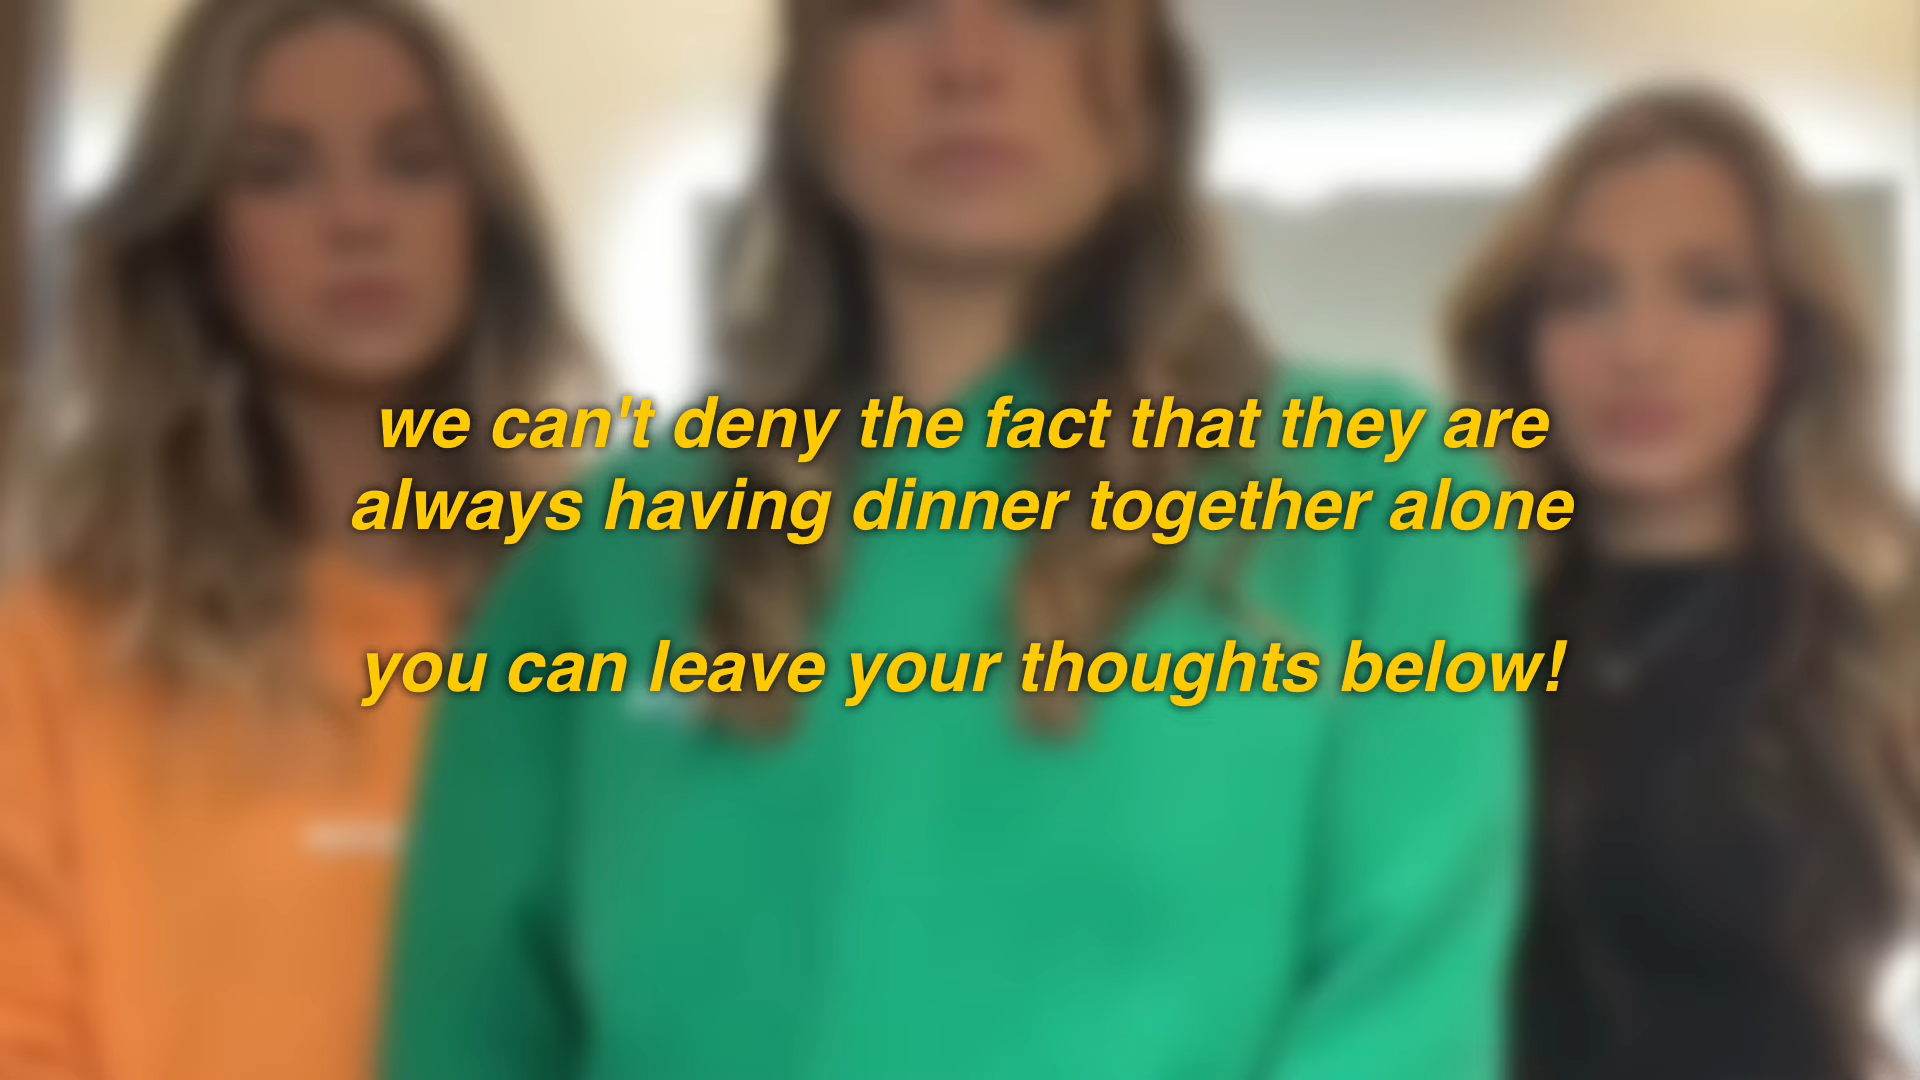 we can't deny the fact that they are
always having dinner together alone
you can leave your thoughts below!